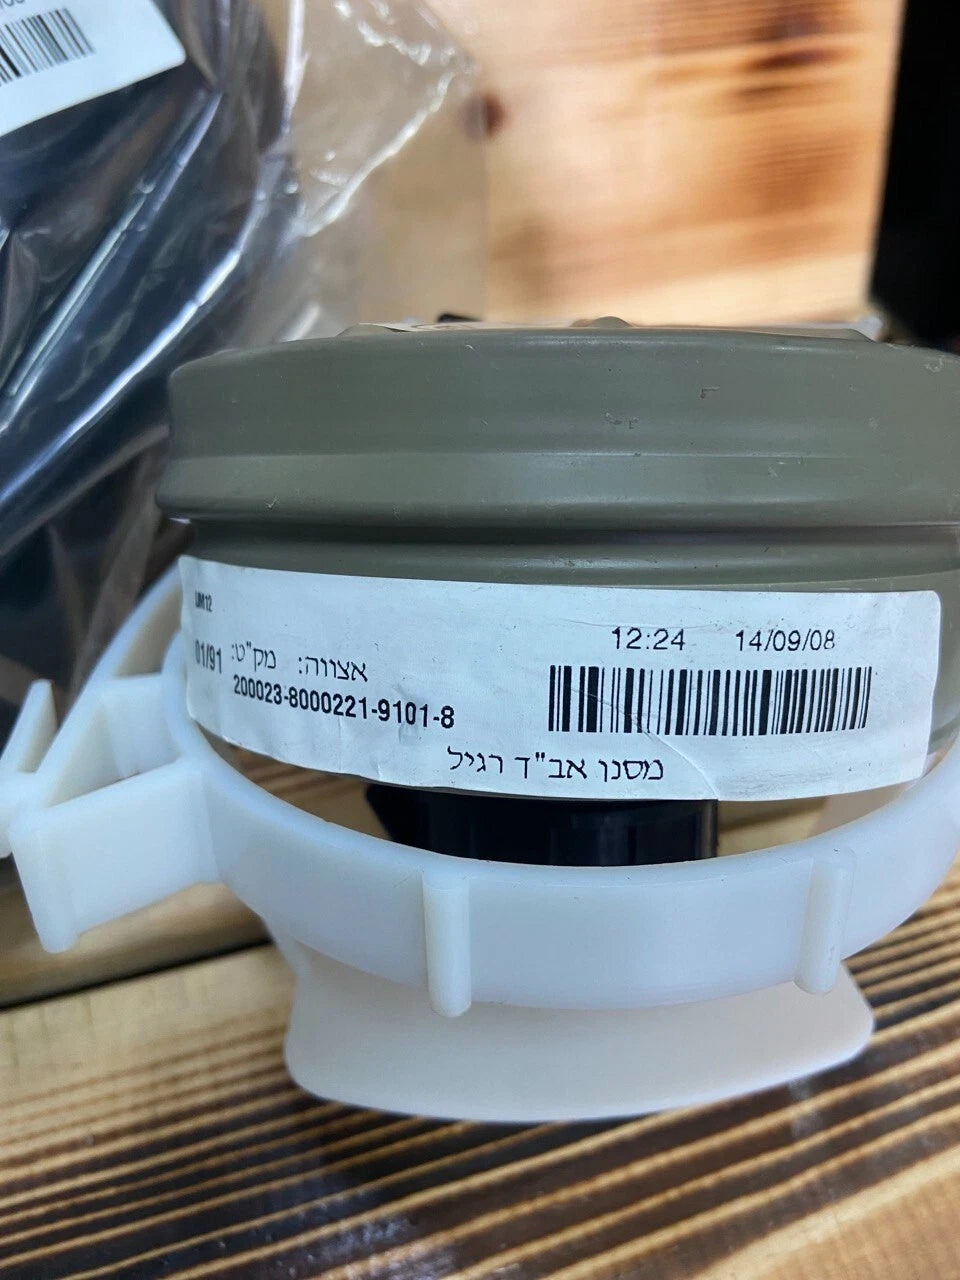 12:24 14/09/08
UM12
אצווה: מק"ט: 01/91
200023-8000221-9101-8
מסנן אב"ד רגיל